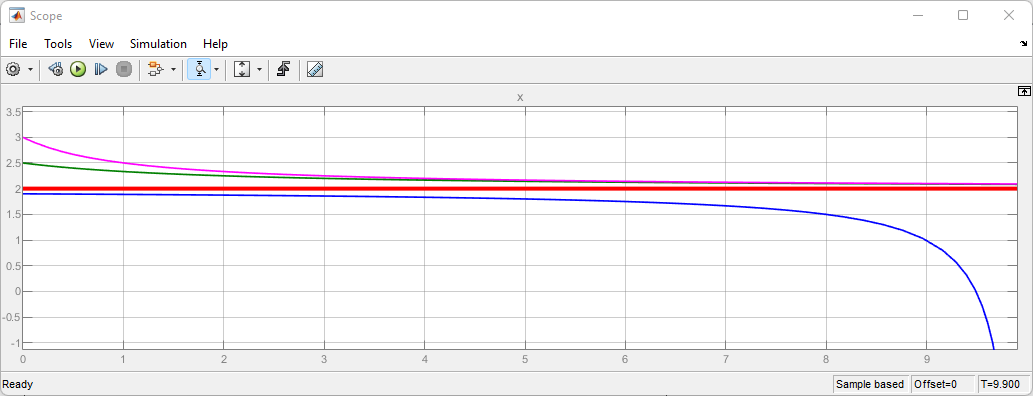 Scope
File Tools View Simulation Help
x
3.5
3
2.5
2
1.5
1
0.5
0
-0.5
-1
0 1 2 3 4 5 6 7 8 9
Ready Sample based Offset=0 T=9.900